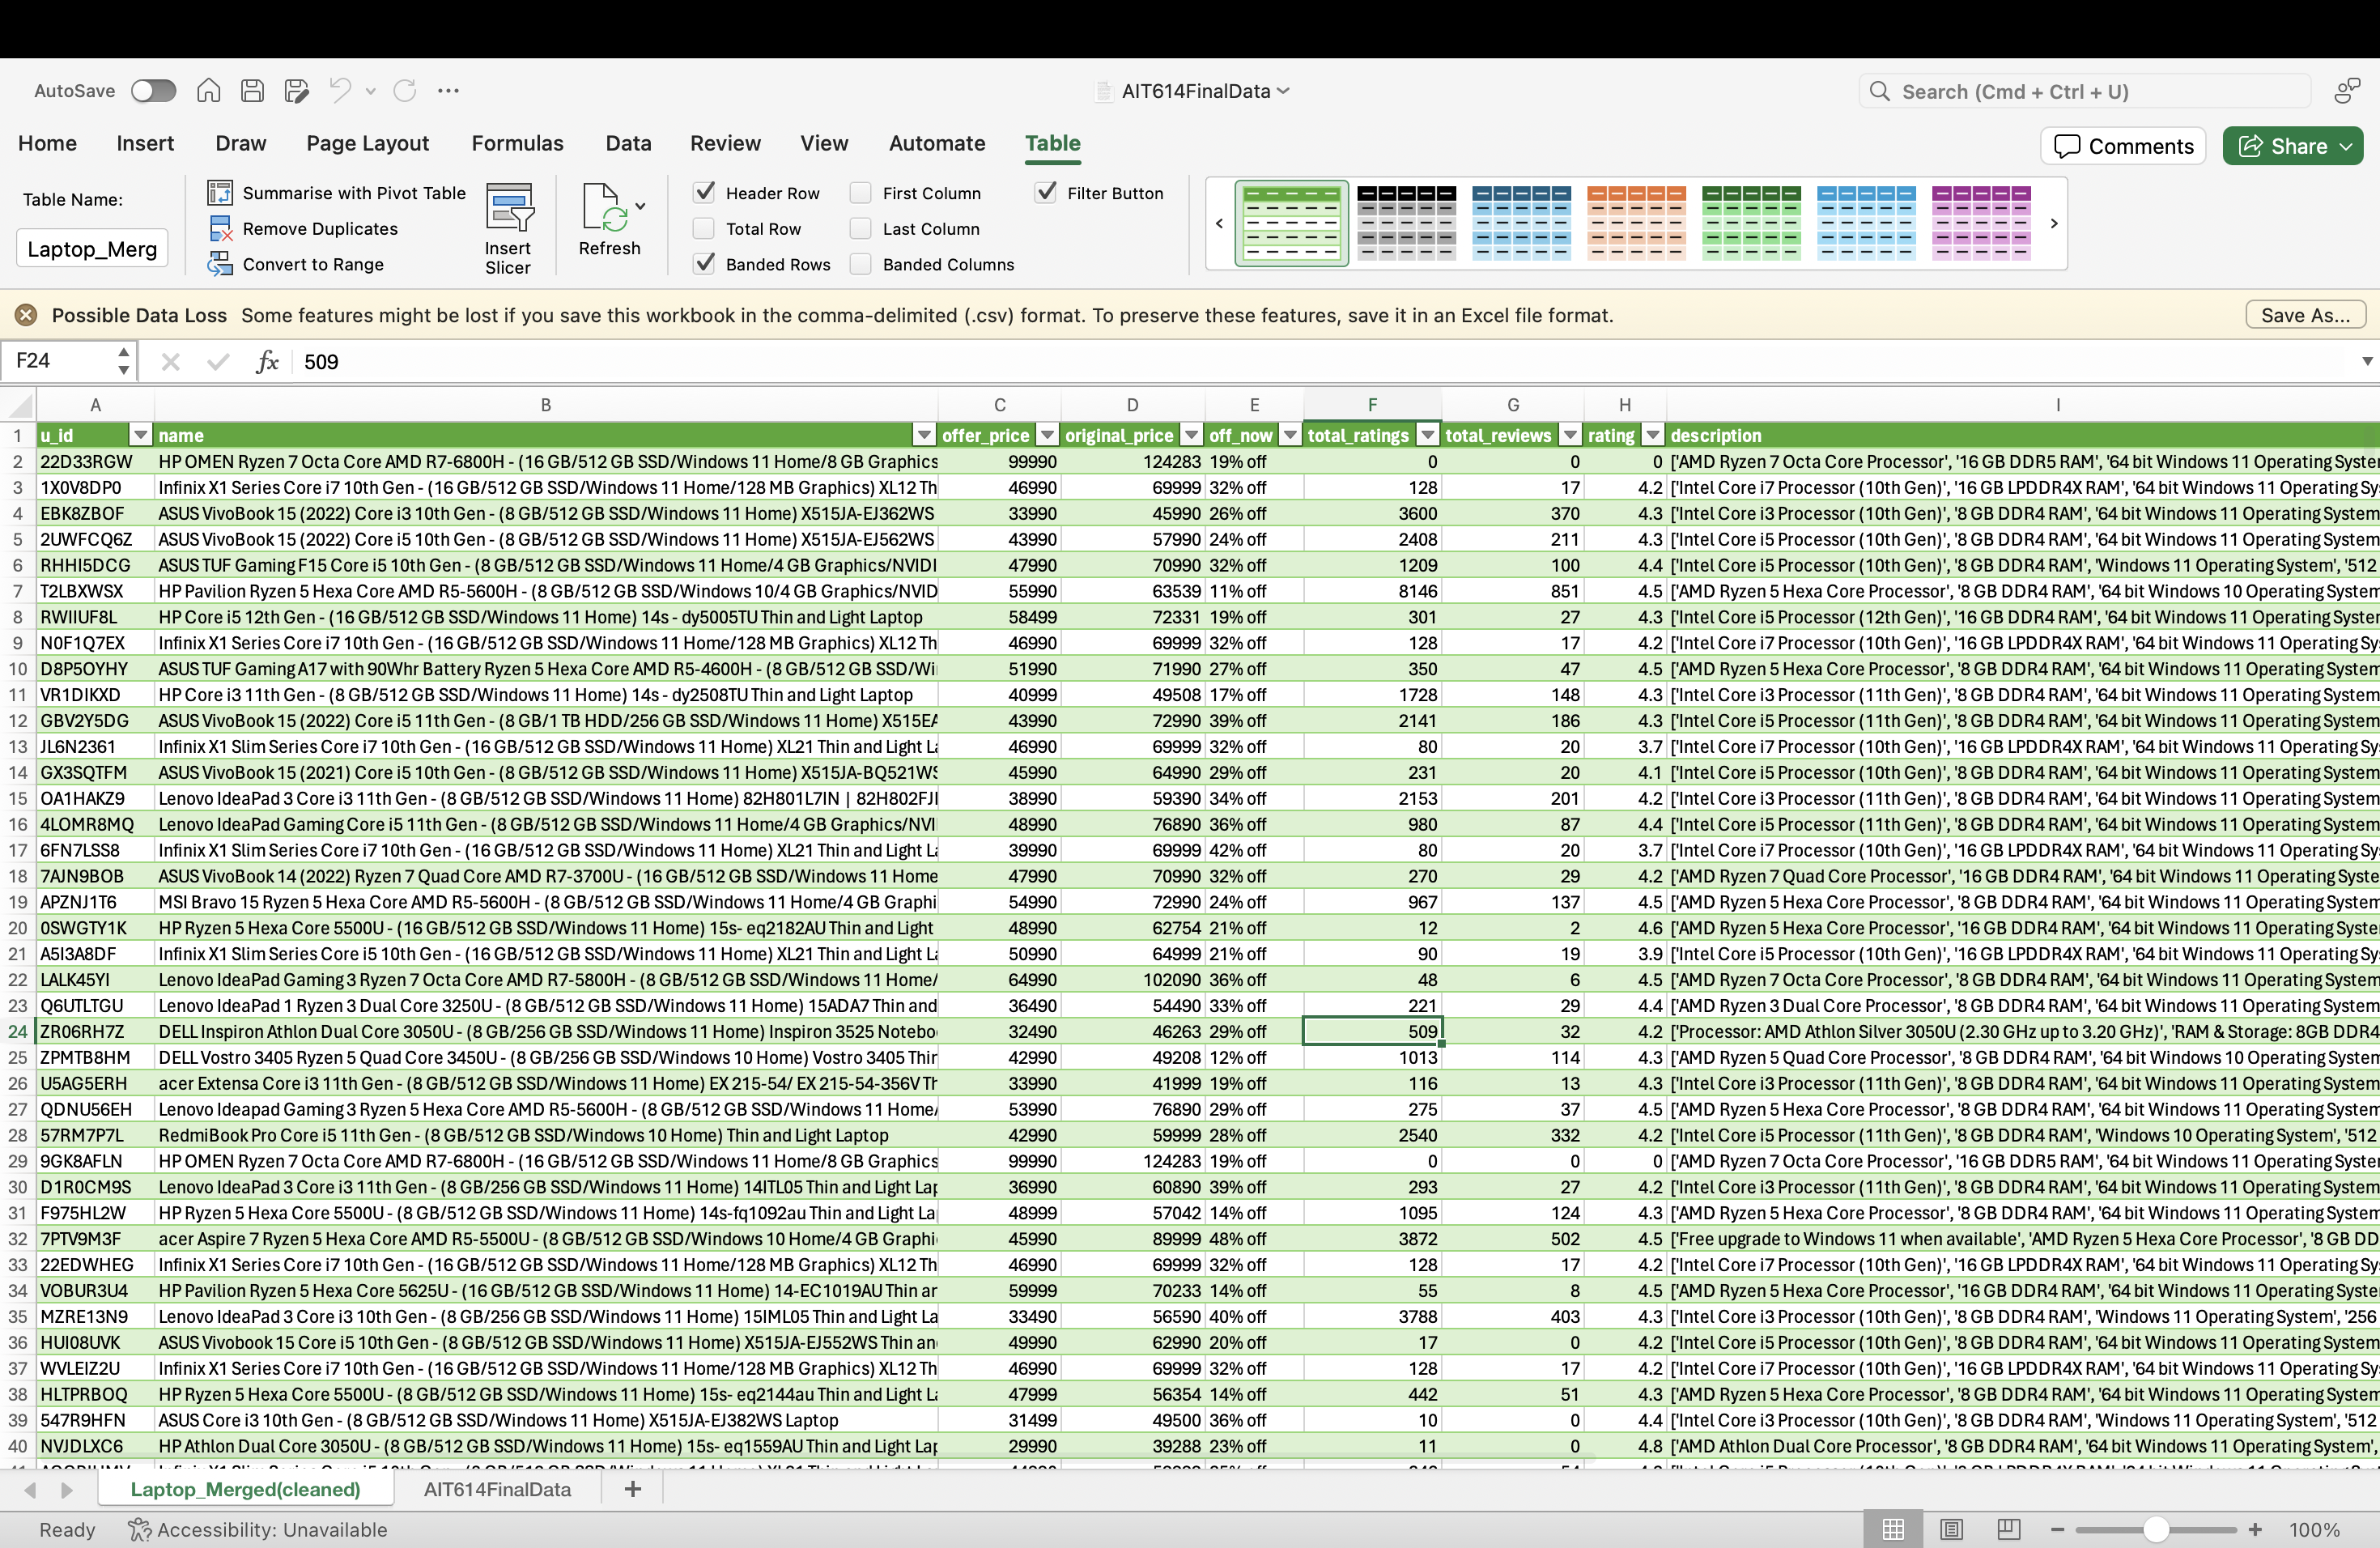 AutoSave
AIT614FinalData
Search (Cmd + Ctrl + U)
Home Insert Draw Page Layout Formulas Data Review View Automate Table
Comments Share
Table Name:
Laptop_Merg
Summarise with Pivot Table
Remove Duplicates
Convert to Range
Insert Slicer
Refresh
Header Row First Column Filter Button
Total Row Last Column
Banded Rows Banded Columns
Possible Data Loss Some features might be lost if you save this workbook in the comma-delimited (.csv) format. To preserve these features, save it in an Excel file format. Save As...
F24 fx 509
A B C D E F G H I
1 u_id name offer_price original_price off_now total_ratings total_reviews rating description
2 22D33RGW HP OMEN Ryzen 7 Octa Core AMD R7-6800H - (16 GB/512 GB SSD/Windows 11 Home/8 GB Graphics 99990 124283 19% off 0 0 0 ['AMD Ryzen 7 Octa Core Processor', '16 GB DDR5 RAM', '64 bit Windows 11 Operating Syste
3 1X0V8DP0 Infinix X1 Series Core i7 10th Gen - (16 GB/512 GB SSD/Windows 11 Home/128 MB Graphics) XL12 Th 46990 69999 32% off 128 17 4.2 ['Intel Core i7 Processor (10th Gen)', '16 GB LPDDR4X RAM', '64 bit Windows 11 Operating Sy
4 EBK8ZBOF ASUS VivoBook 15 (2022) Core i3 10th Gen - (8 GB/512 GB SSD/Windows 11 Home) X515JA-EJ362WS 33990 45990 26% off 3600 370 4.3 ['Intel Core i3 Processor (10th Gen)', '8 GB DDR4 RAM', '64 bit Windows 11 Operating System
5 2UWFCQ6Z ASUS VivoBook 15 (2022) Core i5 10th Gen - (8 GB/512 GB SSD/Windows 11 Home) X515JA-EJ562WS 43990 57990 24% off 2408 211 4.3 ['Intel Core i5 Processor (10th Gen)', '8 GB DDR4 RAM', '64 bit Windows 11 Operating System
6 RHHI5DCG ASUS TUF Gaming F15 Core i5 10th Gen - (8 GB/512 GB SSD/Windows 11 Home/4 GB Graphics/NVIDI 47990 70990 32% off 1209 100 4.4 ['Intel Core i5 Processor (10th Gen)', '8 GB DDR4 RAM', 'Windows 11 Operating System', '512
7 T2LBXWSX HP Pavilion Ryzen 5 Hexa Core AMD R5-5600H - (8 GB/512 GB SSD/Windows 10/4 GB Graphics/NVID 55990 63539 11% off 8146 851 4.5 ['AMD Ryzen 5 Hexa Core Processor', '8 GB DDR4 RAM', '64 bit Windows 10 Operating System
8 RWIIUF8L HP Core i5 12th Gen - (16 GB/512 GB SSD/Windows 11 Home) 14s - dy5005TU Thin and Light Laptop 58499 72331 19% off 301 27 4.3 ['Intel Core i5 Processor (12th Gen)', '16 GB DDR4 RAM', '64 bit Windows 11 Operating Syste
9 N0F1Q7EX Infinix X1 Series Core i7 10th Gen - (16 GB/512 GB SSD/Windows 11 Home/128 MB Graphics) XL12 Th 46990 69999 32% off 128 17 4.2 ['Intel Core i7 Processor (10th Gen)', '16 GB LPDDR4X RAM', '64 bit Windows 11 Operating Sy
10 D8P5OYHY ASUS TUF Gaming A17 with 90Whr Battery Ryzen 5 Hexa Core AMD R5-4600H - (8 GB/512 GB SSD/Wi 51990 71990 27% off 350 47 4.5 ['AMD Ryzen 5 Hexa Core Processor', '8 GB DDR4 RAM', '64 bit Windows 11 Operating System
11 VR1DIKXD HP Core i3 11th Gen - (8 GB/512 GB SSD/Windows 11 Home) 14s - dy2508TU Thin and Light Laptop 40999 49508 17% off 1728 148 4.3 ['Intel Core i3 Processor (11th Gen)', '8 GB DDR4 RAM', '64 bit Windows 11 Operating System
12 GBV2Y5DG ASUS VivoBook 15 (2022) Core i5 11th Gen - (8 GB/1 TB HDD/256 GB SSD/Windows 11 Home) X515EA 43990 72990 39% off 2141 186 4.3 ['Intel Core i5 Processor (11th Gen)', '8 GB DDR4 RAM', '64 bit Windows 11 Operating System
13 JL6N2361 Infinix X1 Slim Series Core i7 10th Gen - (16 GB/512 GB SSD/Windows 11 Home) XL21 Thin and Light La 46990 69999 32% off 80 20 3.7 ['Intel Core i7 Processor (10th Gen)', '16 GB LPDDR4X RAM', '64 bit Windows 11 Operating Sy
14 GX3SQTFM ASUS VivoBook 15 (2021) Core i5 10th Gen - (8 GB/512 GB SSD/Windows 11 Home) X515JA-BQ521WS 45990 64990 29% off 231 20 4.1 ['Intel Core i5 Processor (10th Gen)', '8 GB DDR4 RAM', '64 bit Windows 11 Operating System
15 OA1HAKZ9 Lenovo IdeaPad 3 Core i3 11th Gen - (8 GB/512 GB SSD/Windows 11 Home) 82H801L7IN | 82H802FJI 38990 59390 34% off 2153 201 4.2 ['Intel Core i3 Processor (11th Gen)', '8 GB DDR4 RAM', '64 bit Windows 11 Operating System
16 4LOMR8MQ Lenovo IdeaPad Gaming Core i5 11th Gen - (8 GB/512 GB SSD/Windows 11 Home/4 GB Graphics/NVI 48990 76890 36% off 980 87 4.4 ['Intel Core i5 Processor (11th Gen)', '8 GB DDR4 RAM', '64 bit Windows 11 Operating System
17 6FN7LSS8 Infinix X1 Slim Series Core i7 10th Gen - (16 GB/512 GB SSD/Windows 11 Home) XL21 Thin and Light La 39990 69999 42% off 80 20 3.7 ['Intel Core i7 Processor (10th Gen)', '16 GB LPDDR4X RAM', '64 bit Windows 11 Operating Sy
18 7AJN9BOB ASUS VivoBook 14 (2022) Ryzen 7 Quad Core AMD R7-3700U - (16 GB/512 GB SSD/Windows 11 Home 47990 70990 32% off 270 29 4.2 ['AMD Ryzen 7 Quad Core Processor', '16 GB DDR4 RAM', '64 bit Windows 11 Operating Syste
19 APZNJ1T6 MSI Bravo 15 Ryzen 5 Hexa Core AMD R5-5600H - (8 GB/512 GB SSD/Windows 11 Home/4 GB Graphi 54990 72990 24% off 967 137 4.5 ['AMD Ryzen 5 Hexa Core Processor', '8 GB DDR4 RAM', '64 bit Windows 11 Operating System
20 0SWGTY1K HP Ryzen 5 Hexa Core 5500U - (16 GB/512 GB SSD/Windows 11 Home) 15s- eq2182AU Thin and Light 48990 62754 21% off 12 2 4.6 ['AMD Ryzen 5 Hexa Core Processor', '16 GB DDR4 RAM', '64 bit Windows 11 Operating Syste
21 A5I3A8DF Infinix X1 Slim Series Core i5 10th Gen - (16 GB/512 GB SSD/Windows 11 Home) XL21 Thin and Light La 50990 64999 21% off 90 19 3.9 ['Intel Core i5 Processor (10th Gen)', '16 GB LPDDR4X RAM', '64 bit Windows 11 Operating Sy
22 LALK45YI Lenovo IdeaPad Gaming 3 Ryzen 7 Octa Core AMD R7-5800H - (8 GB/512 GB SSD/Windows 11 Home/ 64990 102090 36% off 48 6 4.5 ['AMD Ryzen 7 Octa Core Processor', '8 GB DDR4 RAM', '64 bit Windows 11 Operating System
23 Q6UTLTGU Lenovo IdeaPad 1 Ryzen 3 Dual Core 3250U - (8 GB/512 GB SSD/Windows 11 Home) 15ADA7 Thin and 36490 54490 33% off 221 29 4.4 ['AMD Ryzen 3 Dual Core Processor', '8 GB DDR4 RAM', '64 bit Windows 11 Operating System
24 ZR06RH7Z DELL Inspiron Athlon Dual Core 3050U - (8 GB/256 GB SSD/Windows 11 Home) Inspiron 3525 Notebo 32490 46263 29% off 509 32 4.2 ['Processor: AMD Athlon Silver 3050U (2.30 GHz up to 3.20 GHz)', 'RAM & Storage: 8GB DDR4
25 ZPMTB8HM DELL Vostro 3405 Ryzen 5 Quad Core 3450U - (8 GB/256 GB SSD/Windows 10 Home) Vostro 3405 Thin 42990 49208 12% off 1013 114 4.3 ['AMD Ryzen 5 Quad Core Processor', '8 GB DDR4 RAM', '64 bit Windows 10 Operating System
26 U5AG5ERH acer Extensa Core i3 11th Gen - (8 GB/512 GB SSD/Windows 11 Home) EX 215-54/ EX 215-54-356V Th 33990 41999 19% off 116 13 4.3 ['Intel Core i3 Processor (11th Gen)', '8 GB DDR4 RAM', '64 bit Windows 11 Operating System
27 QDNU56EH Lenovo Ideapad Gaming 3 Ryzen 5 Hexa Core AMD R5-5600H - (8 GB/512 GB SSD/Windows 11 Home/ 53990 76890 29% off 275 37 4.5 ['AMD Ryzen 5 Hexa Core Processor', '8 GB DDR4 RAM', '64 bit Windows 11 Operating System
28 57RM7P7L RedmiBook Pro Core i5 11th Gen - (8 GB/512 GB SSD/Windows 10 Home) Thin and Light Laptop 42990 59999 28% off 2540 332 4.2 ['Intel Core i5 Processor (11th Gen)', '8 GB DDR4 RAM', 'Windows 10 Operating System', '512
29 9GK8AFLN HP OMEN Ryzen 7 Octa Core AMD R7-6800H - (16 GB/512 GB SSD/Windows 11 Home/8 GB Graphics 99990 124283 19% off 0 0 0 ['AMD Ryzen 7 Octa Core Processor', '16 GB DDR5 RAM', '64 bit Windows 11 Operating Syste
30 D1R0CM9S Lenovo IdeaPad 3 Core i3 11th Gen - (8 GB/256 GB SSD/Windows 11 Home) 14ITL05 Thin and Light Lap 36990 60890 39% off 293 27 4.2 ['Intel Core i3 Processor (11th Gen)', '8 GB DDR4 RAM', '64 bit Windows 11 Operating System
31 F975HL2W HP Ryzen 5 Hexa Core 5500U - (8 GB/512 GB SSD/Windows 11 Home) 14s-fq1092au Thin and Light La 48999 57042 14% off 1095 124 4.3 ['AMD Ryzen 5 Hexa Core Processor', '8 GB DDR4 RAM', '64 bit Windows 11 Operating System
32 7PTV9M3F acer Aspire 7 Ryzen 5 Hexa Core AMD R5-5500U - (8 GB/512 GB SSD/Windows 10 Home/4 GB Graphi 45990 89999 48% off 3872 502 4.5 ['Free upgrade to Windows 11 when available', 'AMD Ryzen 5 Hexa Core Processor', '8 GB DD
33 22EDWHEG Infinix X1 Series Core i7 10th Gen - (16 GB/512 GB SSD/Windows 11 Home/128 MB Graphics) XL12 Th 46990 69999 32% off 128 17 4.2 ['Intel Core i7 Processor (10th Gen)', '16 GB LPDDR4X RAM', '64 bit Windows 11 Operating Sy
34 VOBUR3U4 HP Pavilion Ryzen 5 Hexa Core 5625U - (16 GB/512 GB SSD/Windows 11 Home) 14-EC1019AU Thin an 59999 70233 14% off 55 8 4.5 ['AMD Ryzen 5 Hexa Core Processor', '16 GB DDR4 RAM', '64 bit Windows 11 Operating Syste
35 MZRE13N9 Lenovo IdeaPad 3 Core i3 10th Gen - (8 GB/256 GB SSD/Windows 11 Home) 15IML05 Thin and Light La 33490 56590 40% off 3788 403 4.3 ['Intel Core i3 Processor (10th Gen)', '8 GB DDR4 RAM', 'Windows 11 Operating System', '256
36 HUI08UVK ASUS Vivobook 15 Core i5 10th Gen - (8 GB/512 GB SSD/Windows 11 Home) X515JA-EJ552WS Thin an 49990 62990 20% off 17 0 4.2 ['Intel Core i5 Processor (10th Gen)', '8 GB DDR4 RAM', '64 bit Windows 11 Operating System
37 WVLEIZ2U Infinix X1 Series Core i7 10th Gen - (16 GB/512 GB SSD/Windows 11 Home/128 MB Graphics) XL12 Th 46990 69999 32% off 128 17 4.2 ['Intel Core i7 Processor (10th Gen)', '16 GB LPDDR4X RAM', '64 bit Windows 11 Operating Sy
38 HLTPRBOQ HP Ryzen 5 Hexa Core 5500U - (8 GB/512 GB SSD/Windows 11 Home) 15s- eq2144au Thin and Light La 47999 56354 14% off 442 51 4.3 ['AMD Ryzen 5 Hexa Core Processor', '8 GB DDR4 RAM', '64 bit Windows 11 Operating System
39 547R9HFN ASUS Core i3 10th Gen - (8 GB/512 GB SSD/Windows 11 Home) X515JA-EJ382WS Laptop 31499 49500 36% off 10 0 4.4 ['Intel Core i3 Processor (10th Gen)', '8 GB DDR4 RAM', 'Windows 11 Operating System', '512
40 NVJDLXC6 HP Athlon Dual Core 3050U - (8 GB/512 GB SSD/Windows 11 Home) 15s- eq1559AU Thin and Light Lap 29990 39288 23% off 11 0 4.8 ['AMD Athlon Dual Core Processor', '8 GB DDR4 RAM', '64 bit Windows 11 Operating System',
Laptop_Merged(cleaned) AIT614FinalData
Ready Accessibility: Unavailable 100%